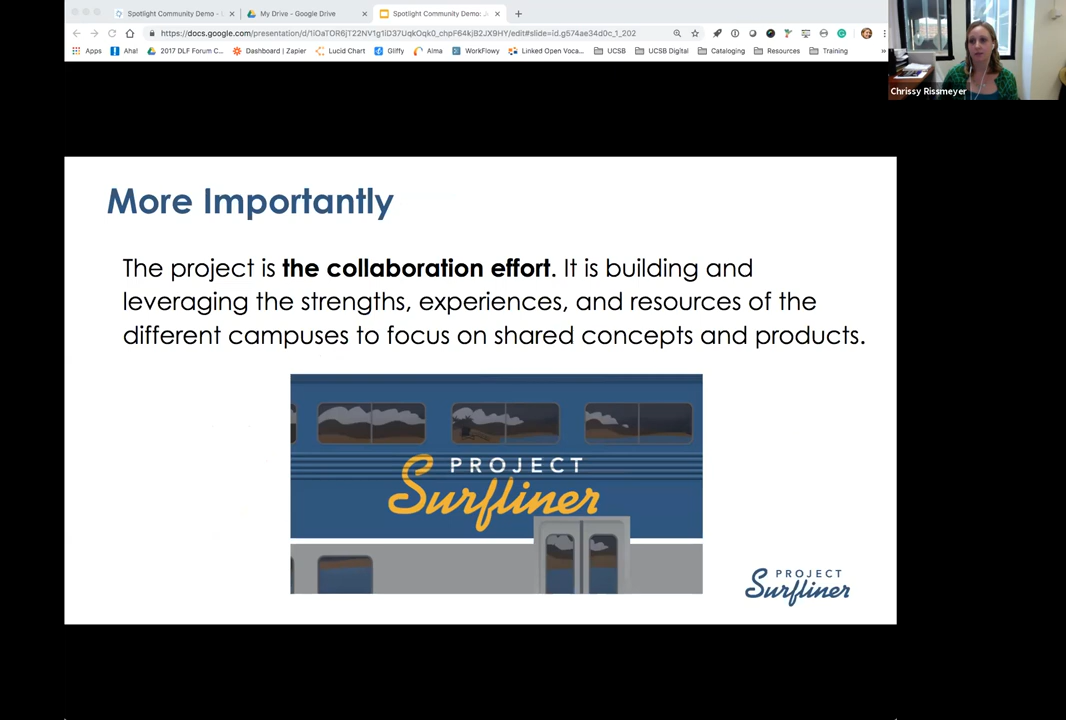 Spotlight Community Demo - 
My Drive - Google Drive
Spotlight Community Demo: J
https://docs.google.com/presentation/d/1iOaTOR6jT22NV1g1iD37UqkOqk0_chpF64kjB2JX9HY/edit#slide=id.g574ae34d0c_1_202
Apps
Aha!
2017 DLF Forum C...
Dashboard | Zapier
Lucid Chart
Gliffy
Alma
WorkFlowy
Linked Open Voca...
UCSB
UCSB Digital
Cataloging
Resources
Training
»
Chrissy Rissmeyer
More Importantly
The project is the collaboration effort. It is building and
leveraging the strengths, experiences, and resources of the
different campuses to focus on shared concepts and products.
PROJECT
Surfliner
PROJECT
Surfliner